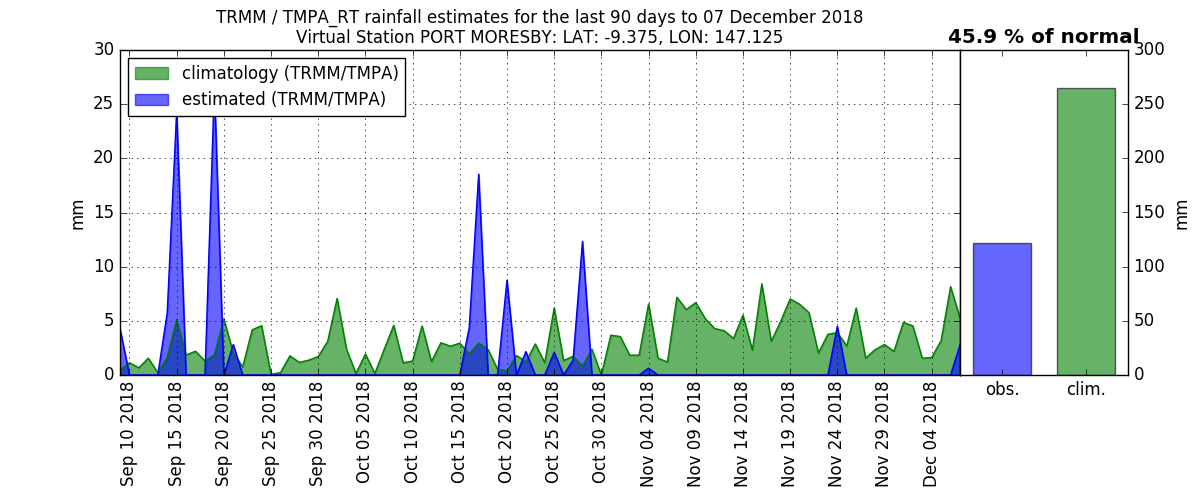 TRMM / TMPA_RT rainfall estimates for the last 90 days to 07 December 2018
Virtual Station PORT MORESBY: LAT: -9.375, LON: 147.125
45.9 % of normal
climatology (TRMM/TMPA)
estimated (TRMM/TMPA)
30
25
20
15
10
5
0
mm
Sep 10 2018
Sep 15 2018
Sep 20 2018
Sep 25 2018
Sep 30 2018
Oct 05 2018
Oct 10 2018
Oct 15 2018
Oct 20 2018
Oct 25 2018
Oct 30 2018
Nov 04 2018
Nov 09 2018
Nov 14 2018
Nov 19 2018
Nov 24 2018
Nov 29 2018
Dec 04 2018
obs.
clim.
300
250
200
150
100
50
0
mm